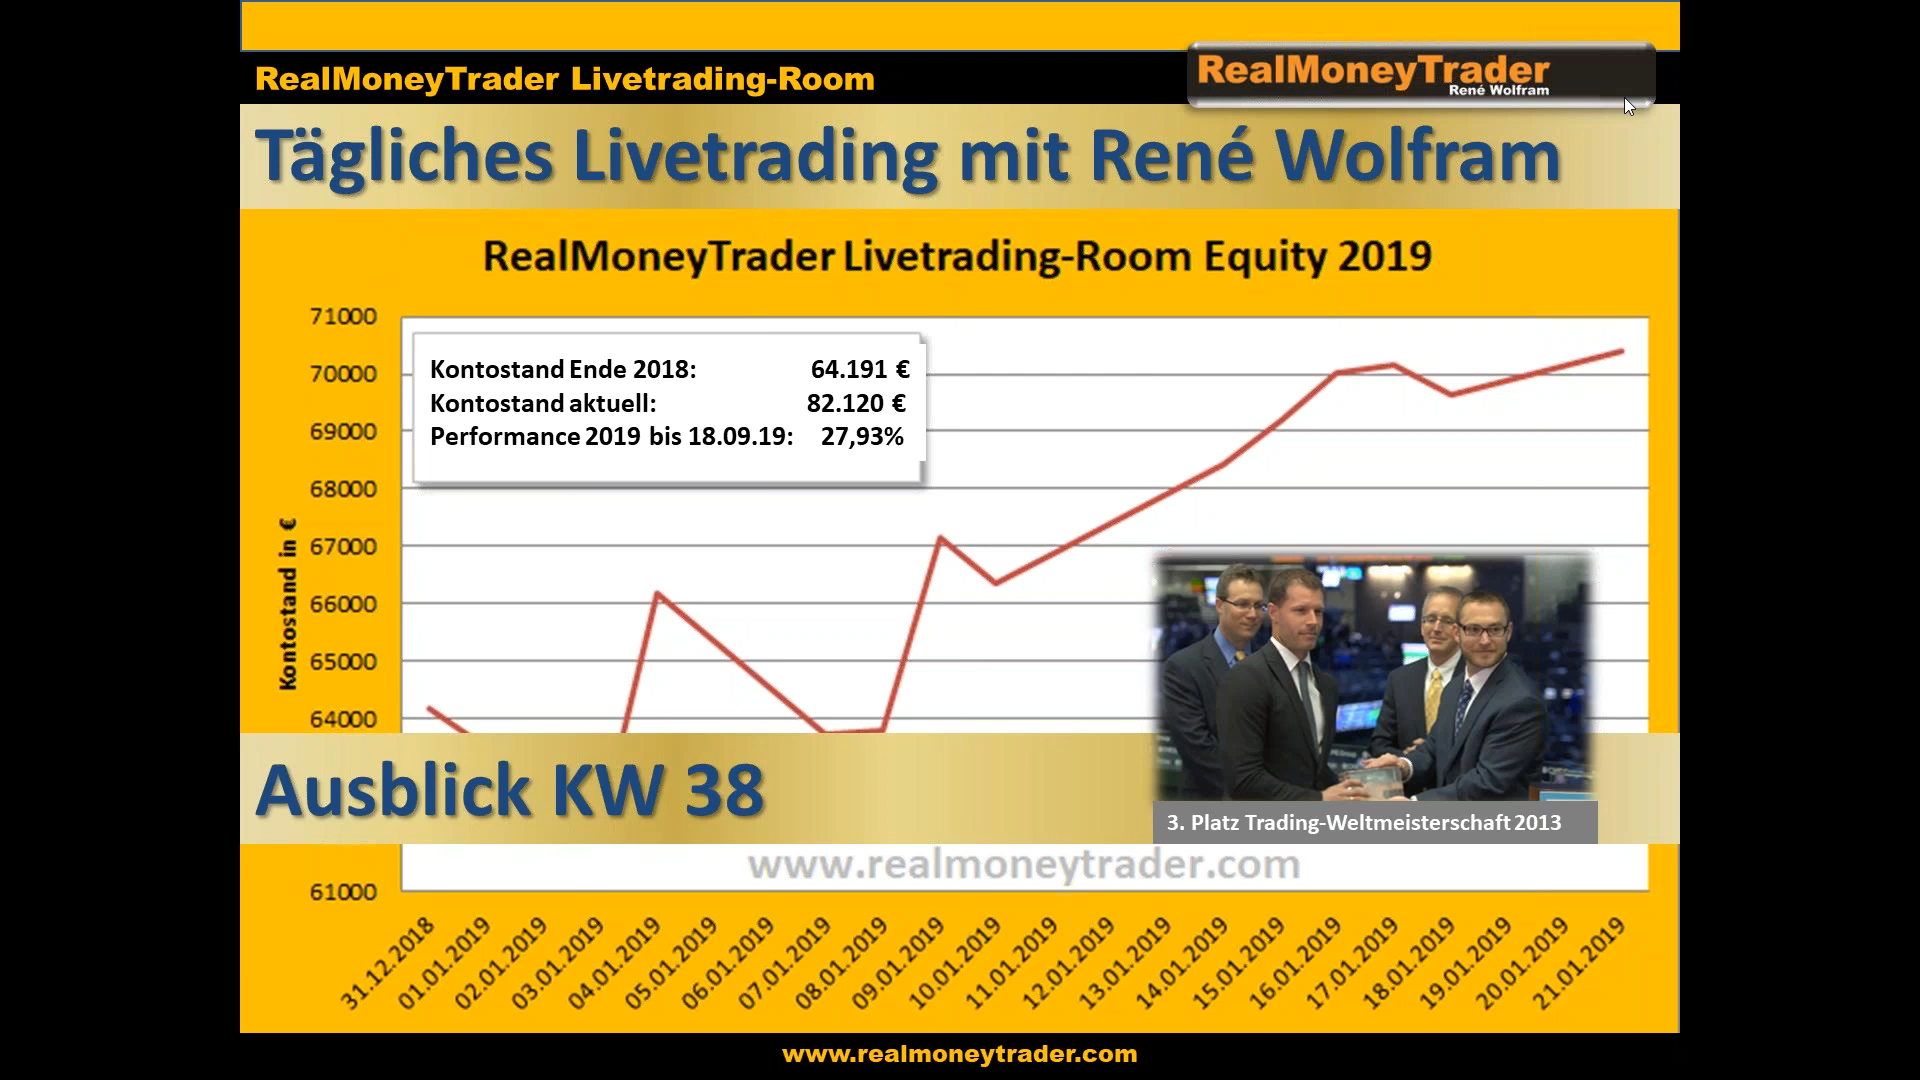 RealMoneyTrader Livetrading-Room
RealMoneyTrader
René Wolfram
Tägliches Livetrading mit René Wolfram
RealMoneyTrader Livetrading-Room Equity 2019
71000
70000
69000
68000
67000
66000
65000
64000
61000
Kontostand in €
Kontostand Ende 2018: 64.191 €
Kontostand aktuell: 82.120 €
Performance 2019 bis 18.09.19: 27,93%
Ausblick KW 38
3. Platz Trading-Weltmeisterschaft 2013
www.realmoneytrader.com
31.12.2018
01.01.2019
02.01.2019
03.01.2019
04.01.2019
05.01.2019
06.01.2019
07.01.2019
08.01.2019
09.01.2019
10.01.2019
11.01.2019
12.01.2019
13.01.2019
14.01.2019
15.01.2019
16.01.2019
17.01.2019
18.01.2019
19.01.2019
20.01.2019
21.01.2019
www.realmoneytrader.com